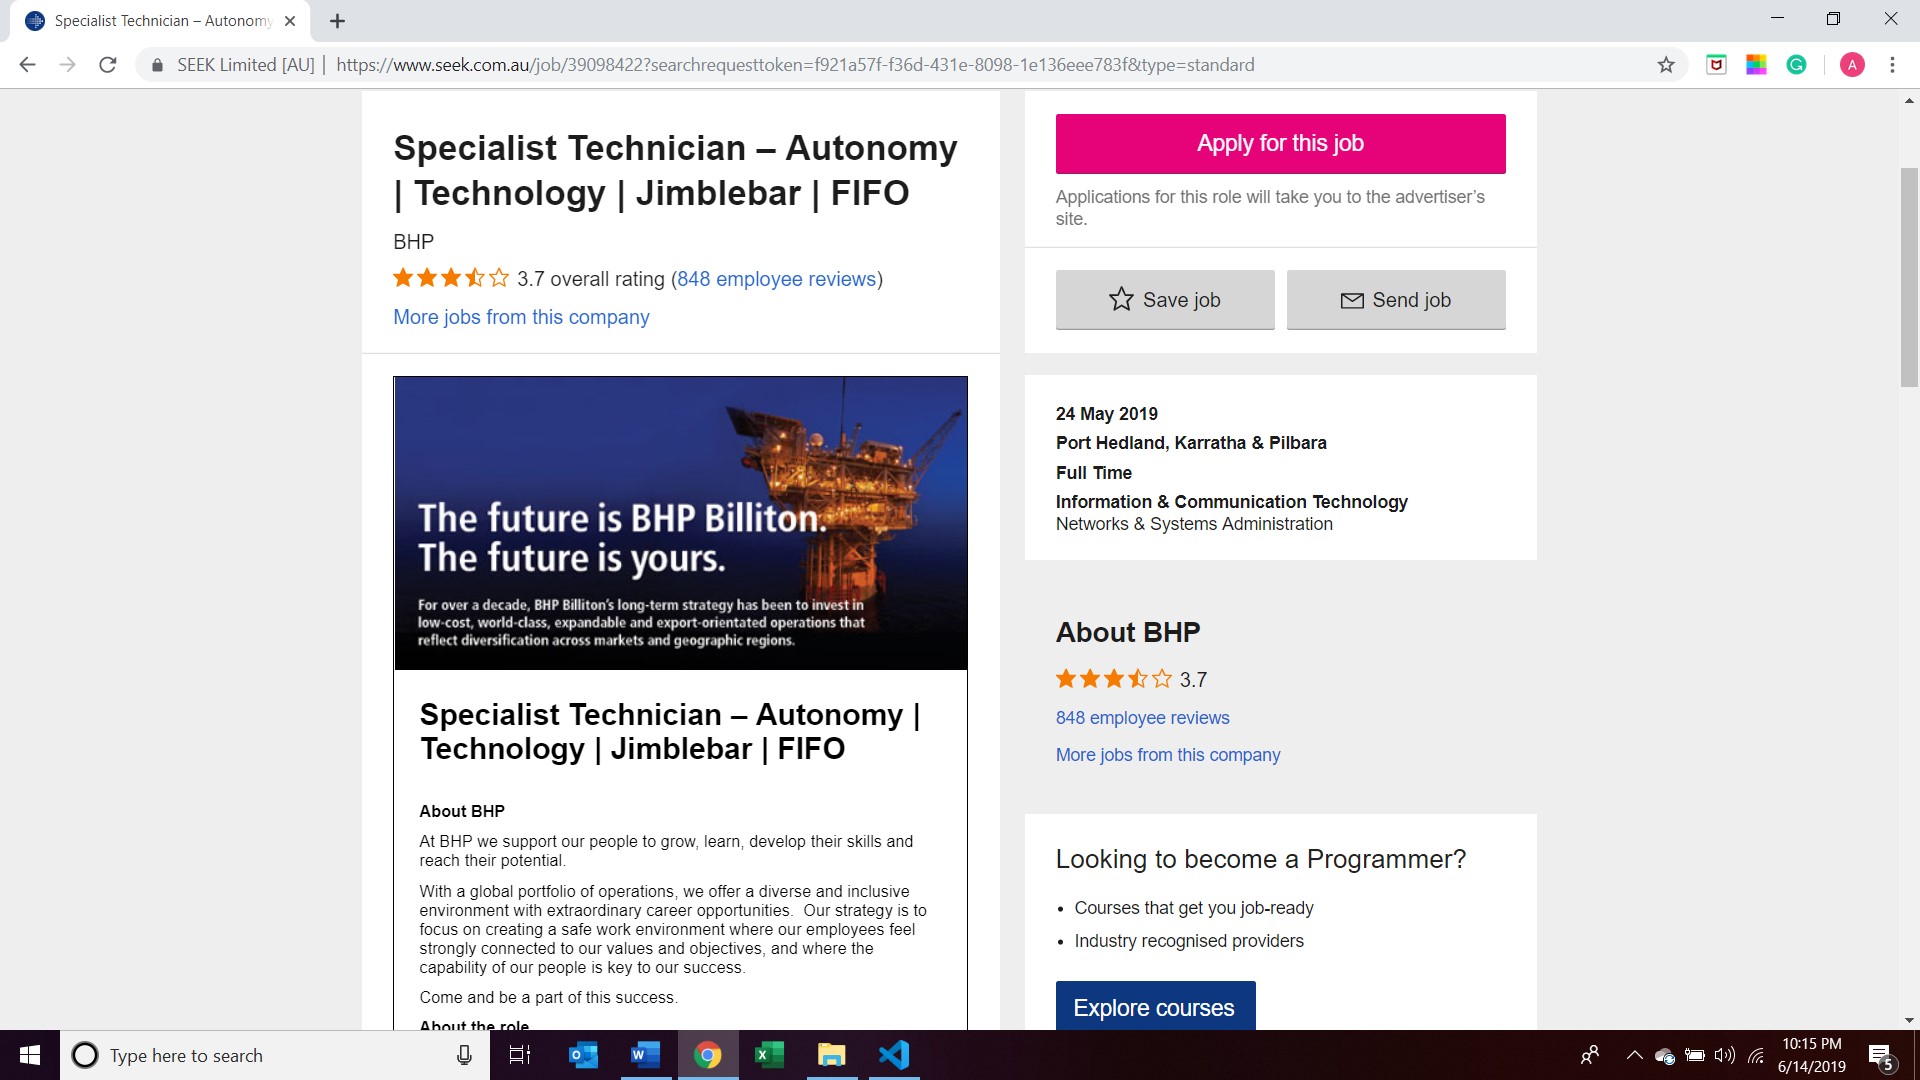 Specialist Technician – Autonomy
SEEK Limited [AU]
https://www.seek.com.au/job/39098422?searchrequesttoken=f921a57f-f36d-431e-8098-1e136eee783f&type=standard
A
Specialist Technician – Autonomy
| Technology | Jimblebar | FIFO
BHP
3.7 overall rating (848 employee reviews)
More jobs from this company
The future is BHP Billiton.
The future is yours.
For over a decade, BHP Billiton's long-term strategy has been to invest in
low-cost, world-class, expandable and export-orientated operations that
reflect diversification across markets and geographic regions.
Specialist Technician – Autonomy |
Technology | Jimblebar | FIFO
About BHP
At BHP we support our people to grow, learn, develop their skills and
reach their potential.
With a global portfolio of operations, we offer a diverse and inclusive
environment with extraordinary career opportunities.  Our strategy is to
focus on creating a safe work environment where our employees feel
strongly connected to our values and objectives, and where the
capability of our people is key to our success.
Come and be a part of this success.
About the role
Apply for this job
Applications for this role will take you to the advertiser's
site.
Save job
Send job
24 May 2019
Port Hedland, Karratha & Pilbara
Full Time
Information & Communication Technology
Networks & Systems Administration
About BHP
3.7
848 employee reviews
More jobs from this company
Looking to become a Programmer?
• Courses that get you job-ready
• Industry recognised providers
Explore courses
Type here to search
10:15 PM
6/14/2019
5